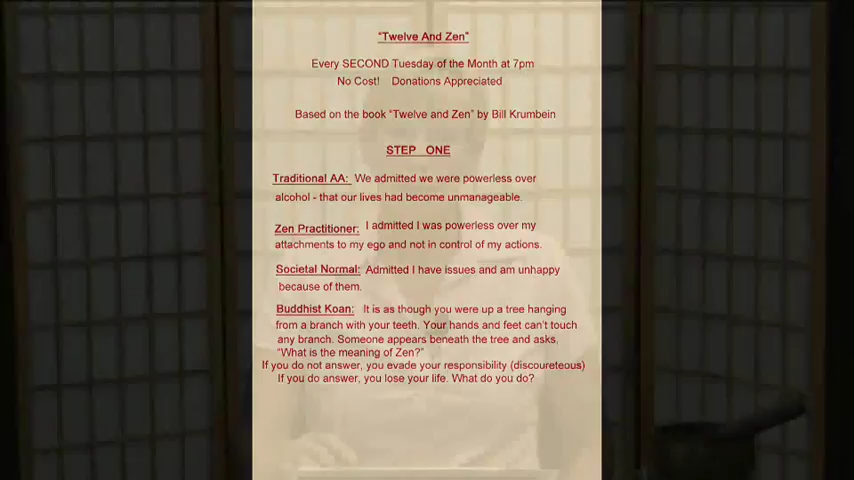 "Twelve And Zen"
Every SECOND Tuesday of the Month at 7pm
No Cost! Donations Appreciated
Based on the book "Twelve and Zen" by Bill Krumbein
STEP ONE
Traditional AA: We admitted we were powerless over
alcohol - that our lives had become unmanageable.
Zen Practitioner: I admitted I was powerless over my
attachments to my ego and not in control of my actions.
Societal Normal: Admitted I have issues and am unhappy
because of them.
Buddhist Koan: It is as though you were up a tree hanging
from a branch with your teeth. Your hands and feet can't touch
any branch. Someone appears beneath the tree and asks,
"What is the meaning of Zen?"
If you do not answer, you evade your responsibility (discoureteous)
If you do answer, you lose your life. What do you do?